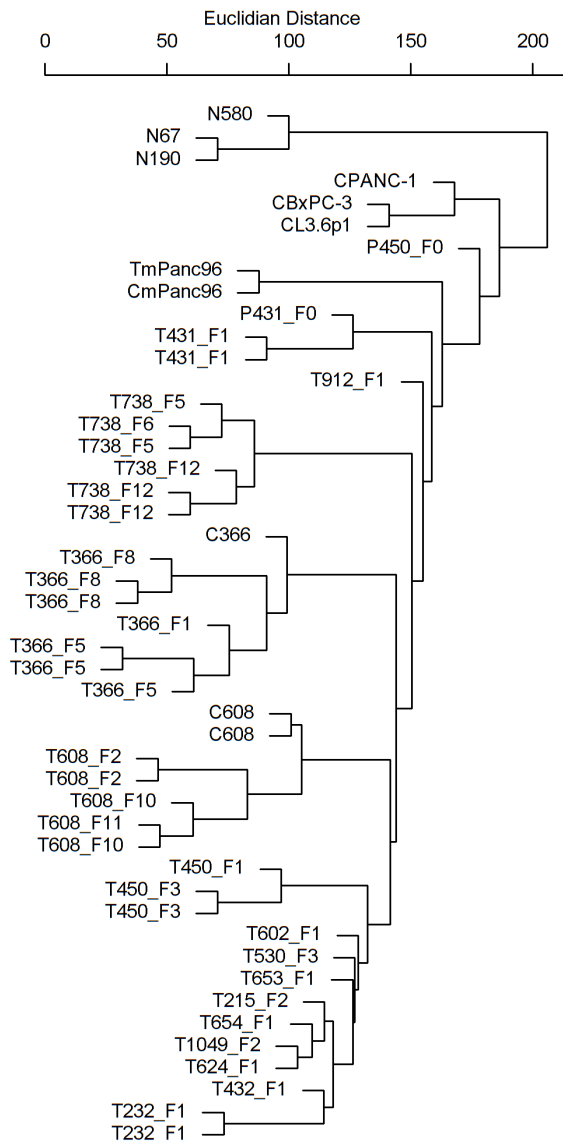 Euclidian Distance
0 50 100 150 200
N580
N67
N190
CPANC-1
CBxPC-3
CL3.6p1
P450_F0
TmPanc96
CmPanc96
P431_F0
T431_F1
T431_F1
T912_F1
T738_F5
T738_F6
T738_F5
T738_F12
T738_F12
T738_F12
C366
T366_F8
T366_F8
T366_F8
T366_F1
T366_F5
T366_F5
T366_F5
C608
C608
T608_F2
T608_F2
T608_F10
T608_F11
T608_F10
T450_F1
T450_F3
T450_F3
T602_F1
T530_F3
T653_F1
T215_F2
T654_F1
T1049_F2
T624_F1
T432_F1
T232_F1
T232_F1